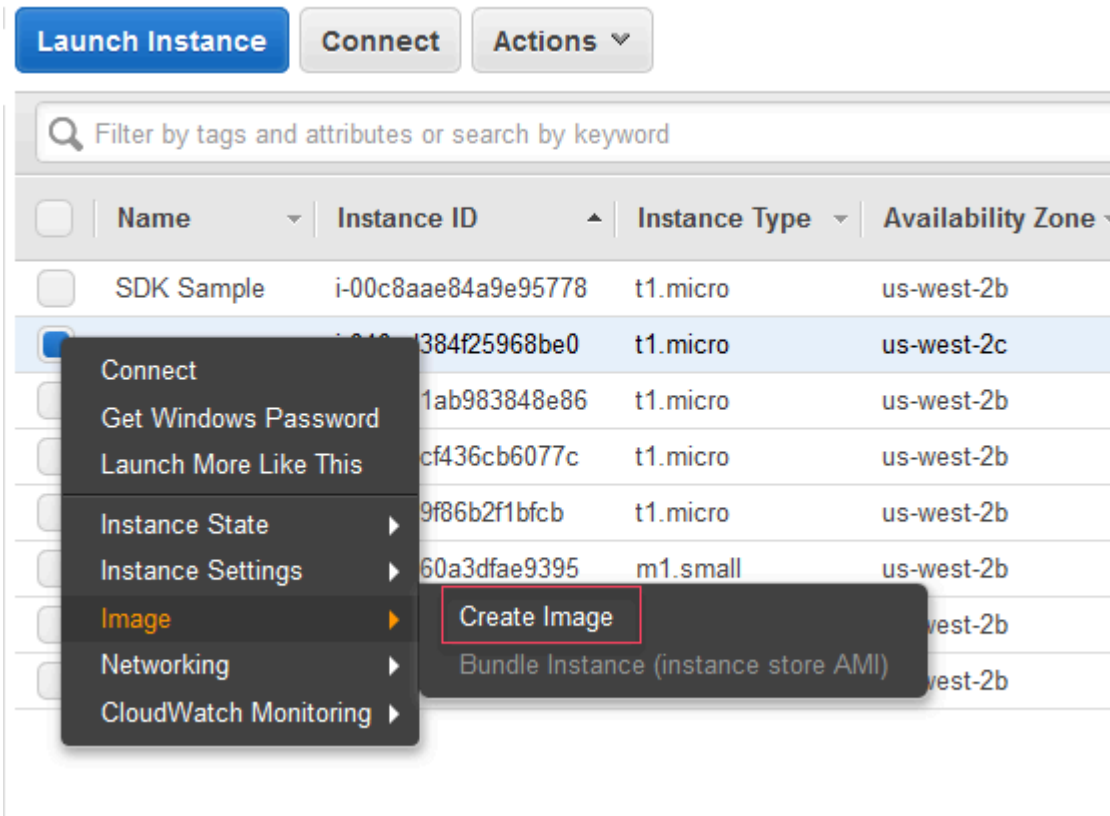 Launch Instance Connect Actions
Filter by tags and attributes or search by keyword
Name Instance ID Instance Type Availability Zone
SDK Sample i-00c8aae84a9e95778 t1.micro us-west-2b
384f25968be0 t1.micro us-west-2c
Connect
1ab983848e86 t1.micro us-west-2b
Get Windows Password
Launch More Like This
cf436cb6077c t1.micro us-west-2b
Instance State
9f86b2f1bfcb t1.micro us-west-2b
Instance Settings
60a3dfae9395 m1.small us-west-2b
Image
Create Image
vest-2b
Networking
Bundle Instance (instance store AMI)
vest-2b
CloudWatch Monitoring